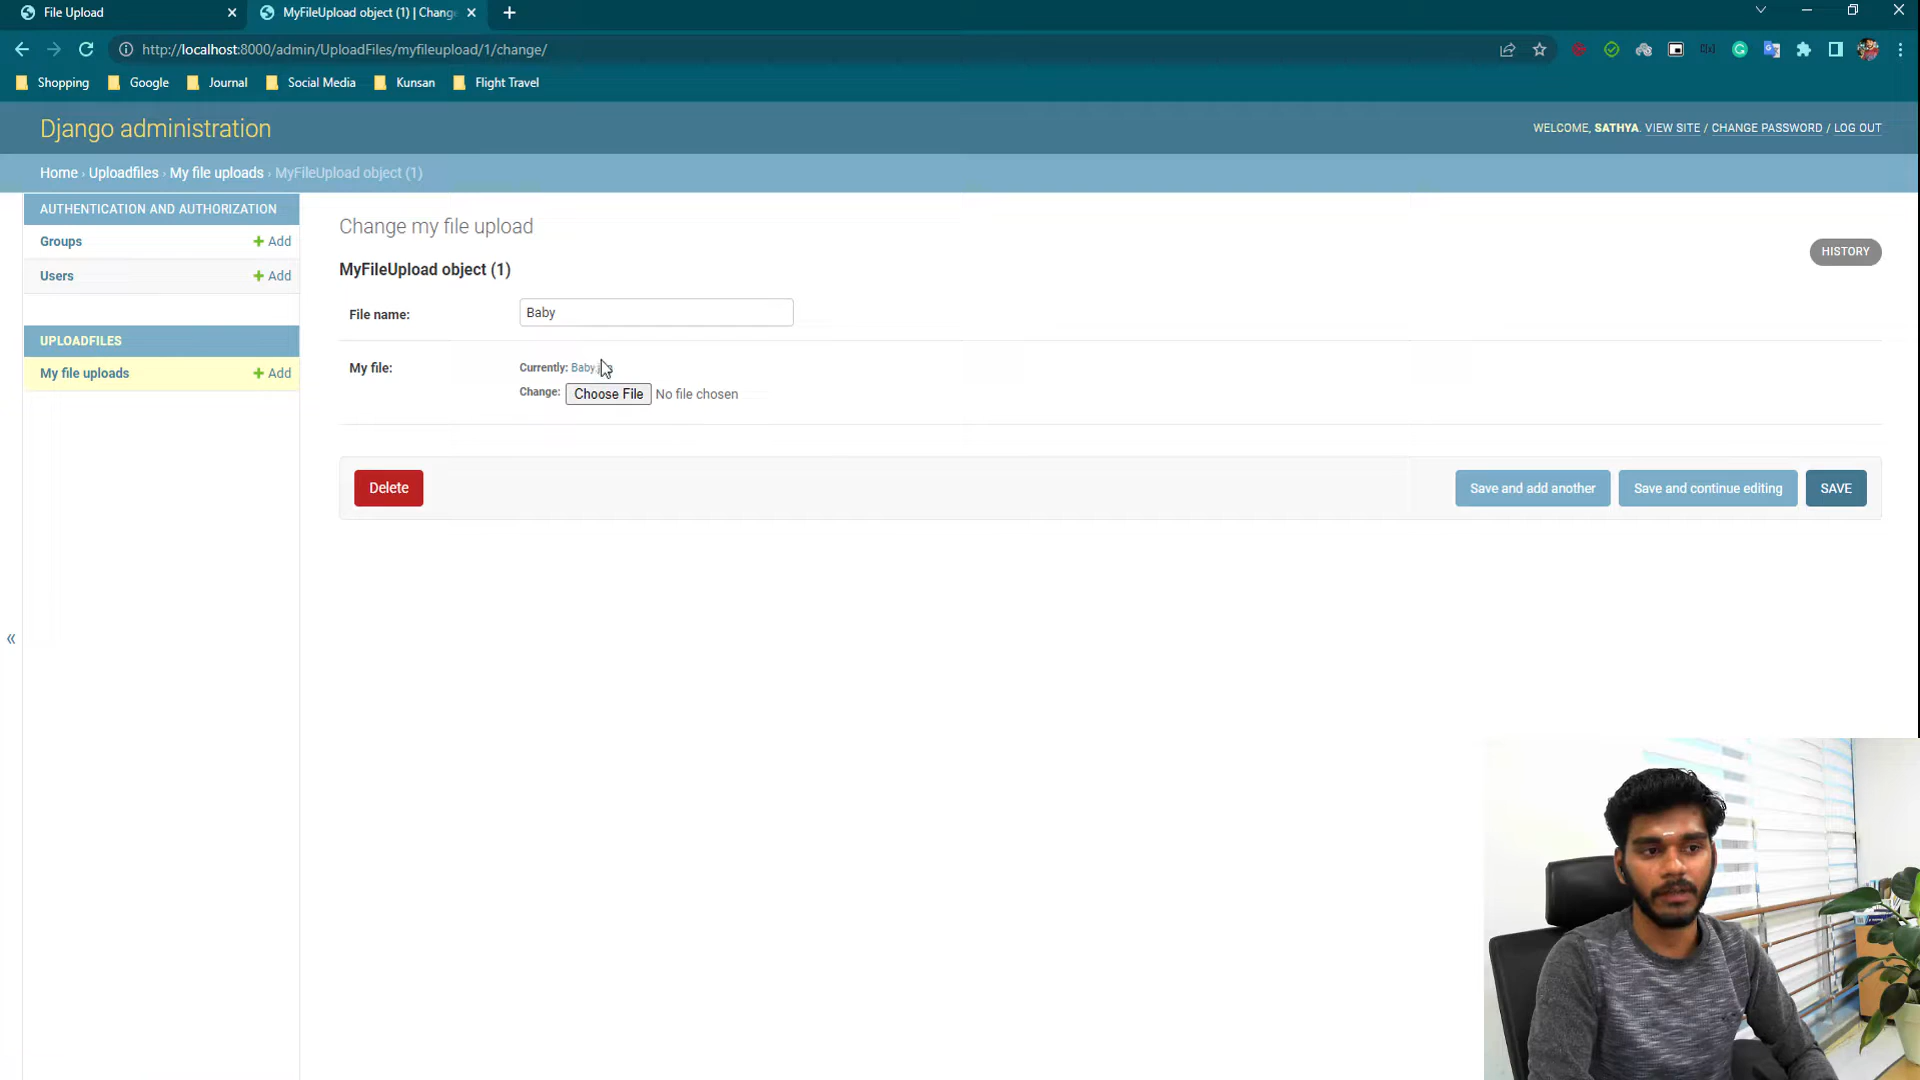 File Upload
MyFileUpload object (1) | Change
http://localhost:8000/admin/UploadFiles/myfileupload/1/change/
Shopping Google Journal Social Media Kunsan Flight Travel
Django administration
WELCOME, SATHYA. VIEW SITE / CHANGE PASSWORD / LOG OUT
Home › Uploadfiles › My file uploads › MyFileUpload object (1)
AUTHENTICATION AND AUTHORIZATION
Groups + Add
Users + Add
UPLOADFILES
My file uploads + Add
«
Change my file upload
HISTORY
MyFileUpload object (1)
File name: Baby
My file: Currently:
Change: Choose File No file chosen
Delete
Save and add another
Save and continue editing
SAVE